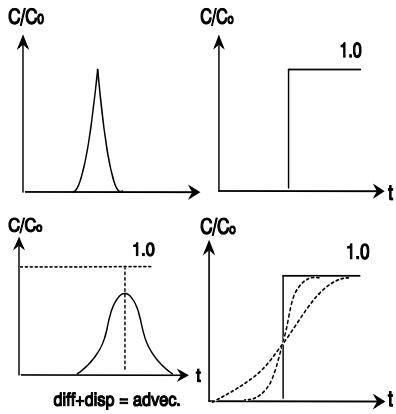 C/C₀ C/C₀
1.0
t
C/C₀ C/C₀
1.0 1.0
t t
diff+disp = advec.